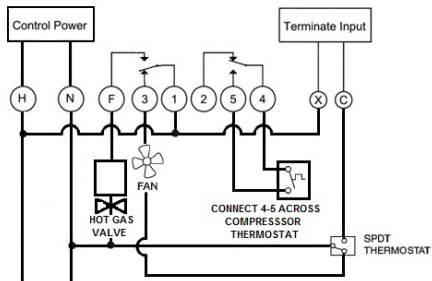 Control Power
Terminate Input
H
N
F
3
1
2
5
4
X
C
FAN
HOT GAS
VALVE
CONNECT 4-5 ACROSS
COMPRESSSOR
THERMOSTAT
SPDT
THERMOSTAT